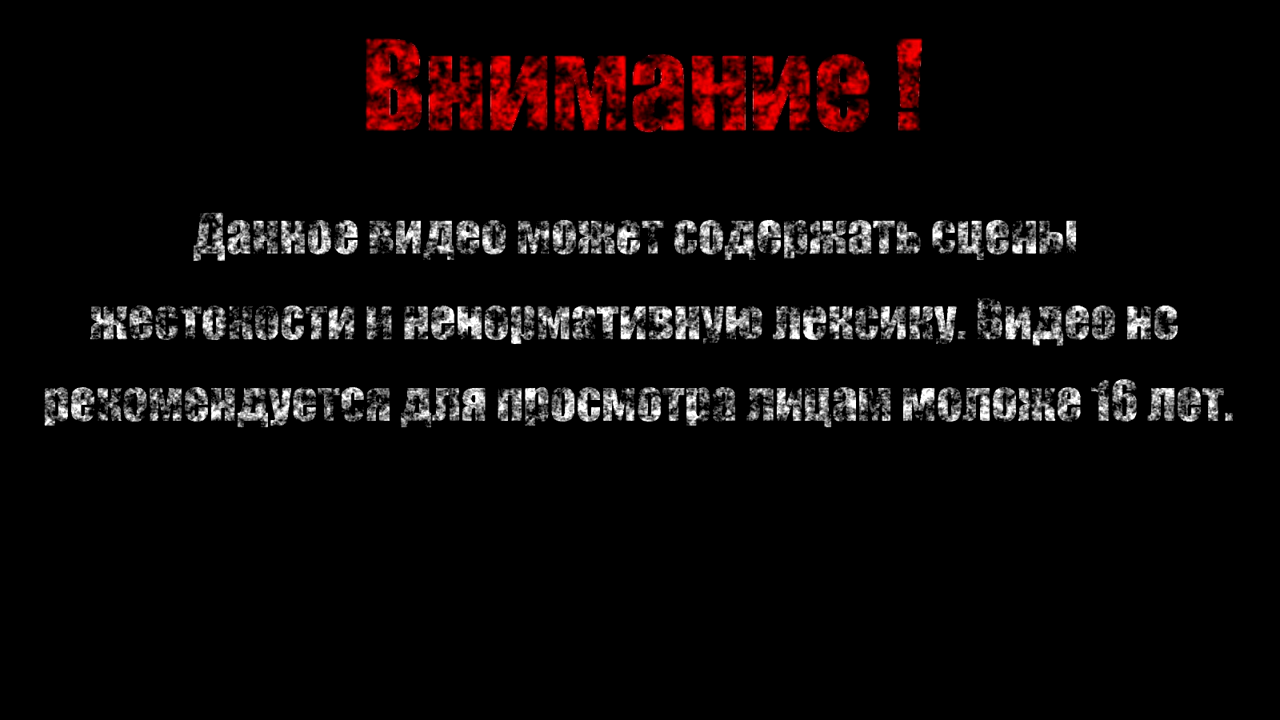 Внимание !
Данное видео может содержать сцены
жестокости и ненормативную лексику. Видео не
рекомендуется для просмотра лицам моложе 16 лет.